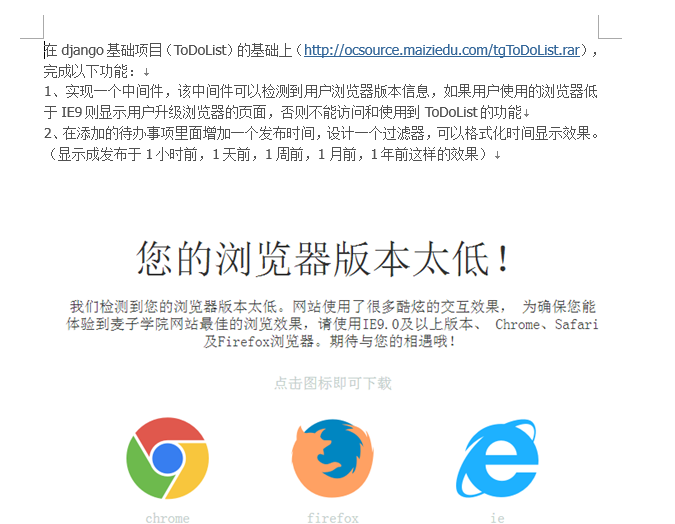 在 django 基础项目（ToDoList）的基础上（http://ocsource.maiziedu.com/tgToDoList.rar），
完成以下功能：↓
1、实现一个中间件，该中间件可以检测到用户浏览器版本信息，如果用户使用的浏览器低
于 IE9 则显示用户升级浏览器的页面，否则不能访问和使用到 ToDoList 的功能↓
2、在添加的待办事项里面增加一个发布时间，设计一个过滤器，可以格式化时间显示效果。
（显示成发布于 1 小时前，1 天前，1 周前，1 月前，1 年前这样的效果）↓
您的浏览器版本太低！
我们检测到您的浏览器版本太低。网站使用了很多酷炫的交互效果， 为确保您能
体验到麦子学院网站最佳的浏览效果，请使用IE9.0及以上版本、 Chrome、Safari
及Firefox浏览器。期待与您的相遇哦！
点击图标即可下载
chrome firefox ie